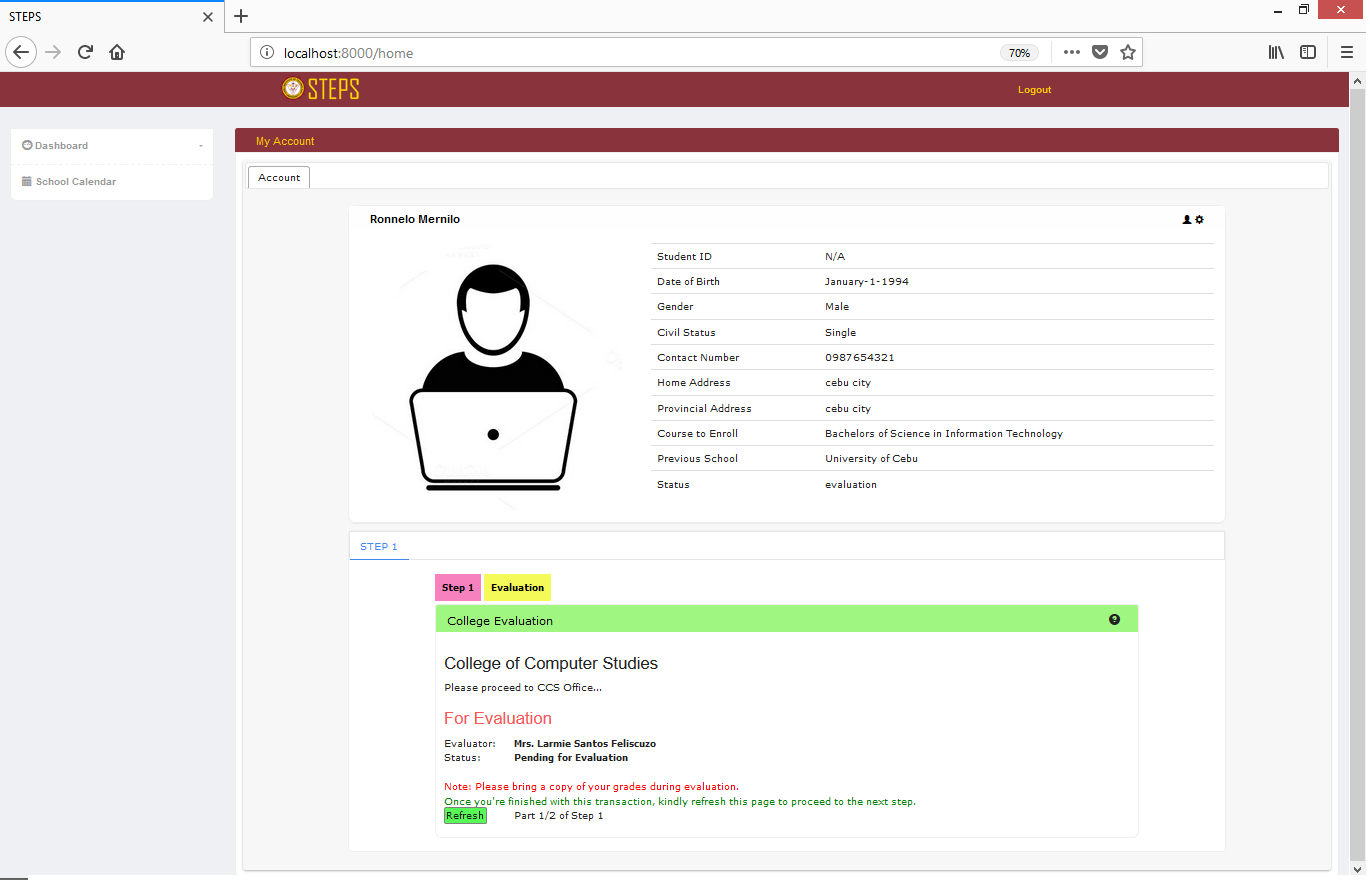 STEPS
localhost:8000/home
70%
STEPS
Logout
Dashboard
School Calendar
My Account
Account
Ronnelo Mernilo
Student ID N/A
Date of Birth January-1-1994
Gender Male
Civil Status Single
Contact Number 0987654321
Home Address cebu city
Provincial Address cebu city
Course to Enroll Bachelors of Science in Information Technology
Previous School University of Cebu
Status evaluation
STEP 1
Step 1 Evaluation
College Evaluation
College of Computer Studies
Please proceed to CCS Office...
For Evaluation
Evaluator: Mrs. Larmie Santos Feliscuzo
Status: Pending for Evaluation
Note: Please bring a copy of your grades during evaluation.
Once you're finished with this transaction, kindly refresh this page to proceed to the next step.
Refresh Part 1/2 of Step 1